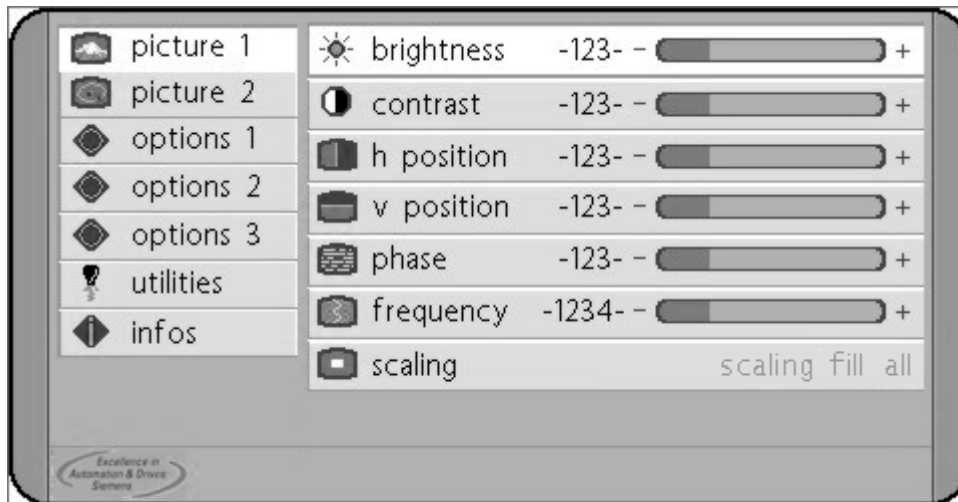 picture 1
picture 2
options 1
options 2
options 3
utilities
infos
brightness -123- - +
contrast -123- - +
h position -123- - +
v position -123- - +
phase -123- - +
frequency -1234- - +
scaling scaling fill all
Excellence in
Automation & Drives
Siemens